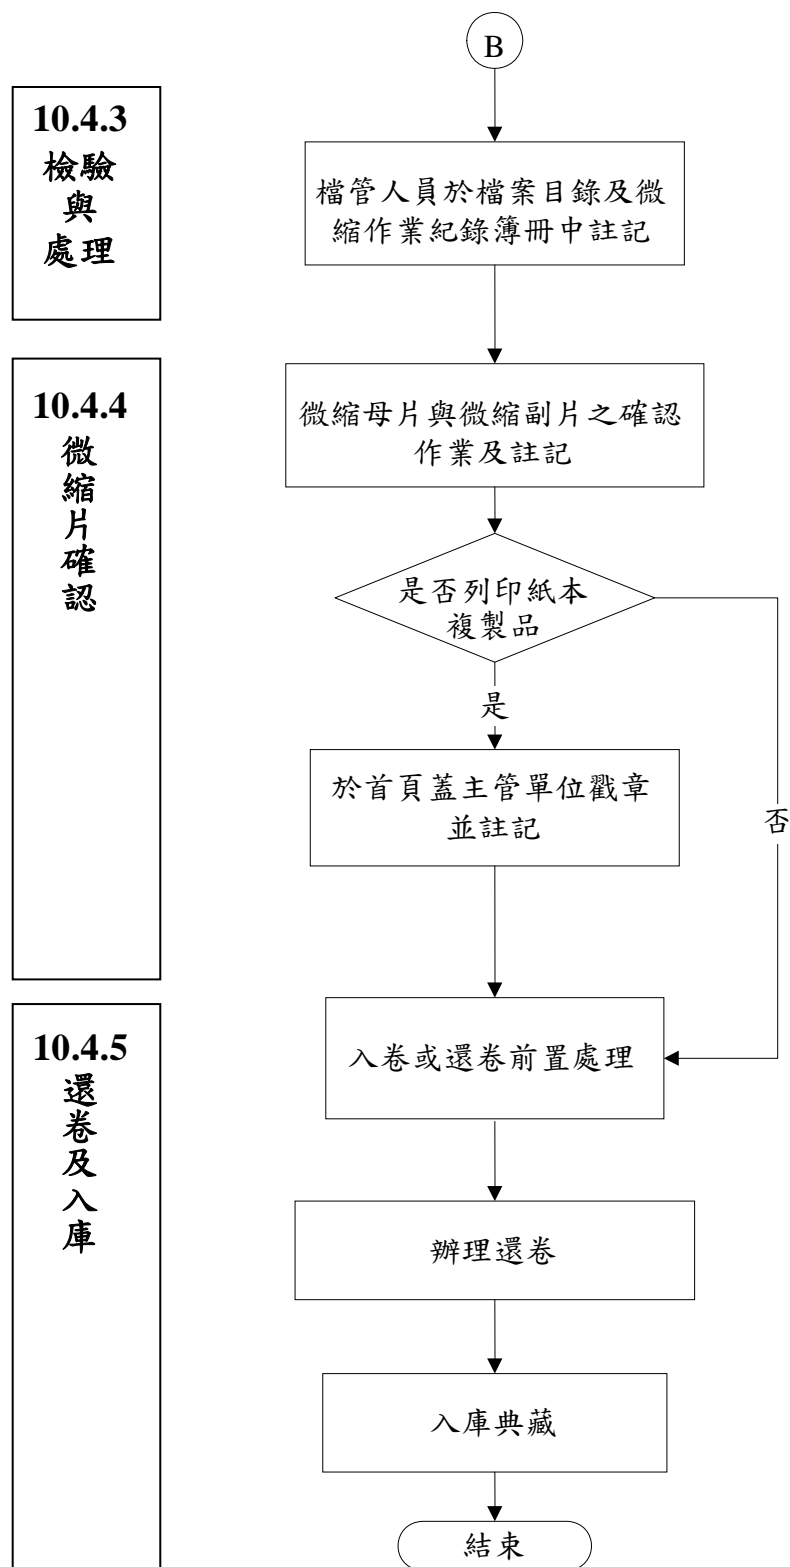 B
10.4.3
檢驗
與
處理
檔管人員於檔案目錄及微
縮作業紀錄簿冊中註記
10.4.4
微
縮
片
確
認
微縮母片與微縮副片之確認
作業及註記
是否列印紙本
複製品
是
於首頁蓋主管單位戳章
並註記
否
10.4.5
還
卷
及
入
庫
入卷或還卷前置處理
辦理還卷
入庫典藏
結束